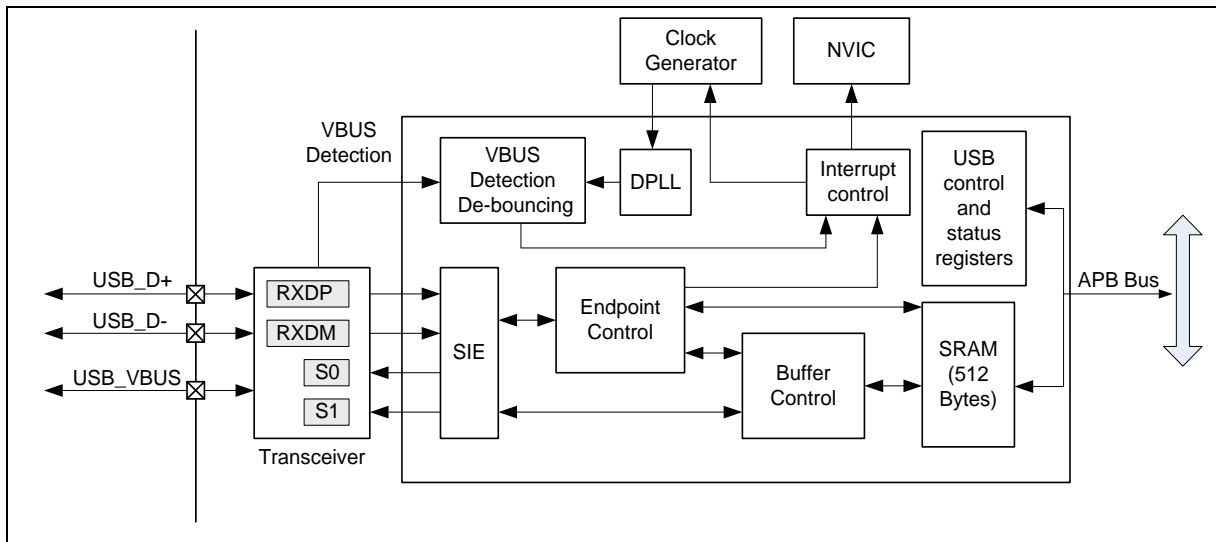 Clock
Generator
NVIC
VBUS
Detection
VBUS
Detection
De-bouncing
DPLL
Interrupt
control
USB
control
and
status
registers
USB_D+
USB_D-
USB_VBUS
RXDP
RXDM
S0
S1
Transceiver
SIE
Endpoint
Control
Buffer
Control
SRAM
(512
Bytes)
APB Bus